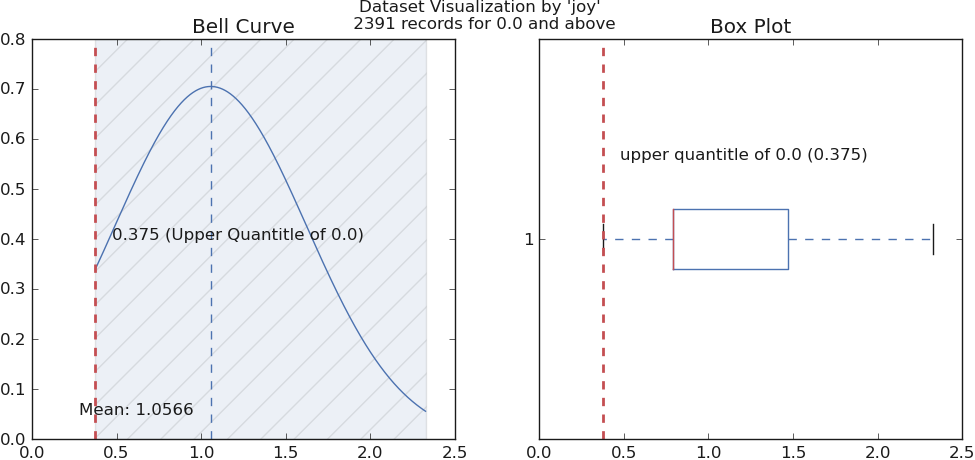 Dataset Visualization by 'joy'
2391 records for 0.0 and above
Bell Curve
0.8
0.7
0.6
0.5
0.4
0.3
0.2
0.1
0.0
0.375 (Upper Quantitle of 0.0)
Mean: 1.0566
0.0 0.5 1.0 1.5 2.0 2.5
Box Plot
upper quantitle of 0.0 (0.375)
1
0.0 0.5 1.0 1.5 2.0 2.5